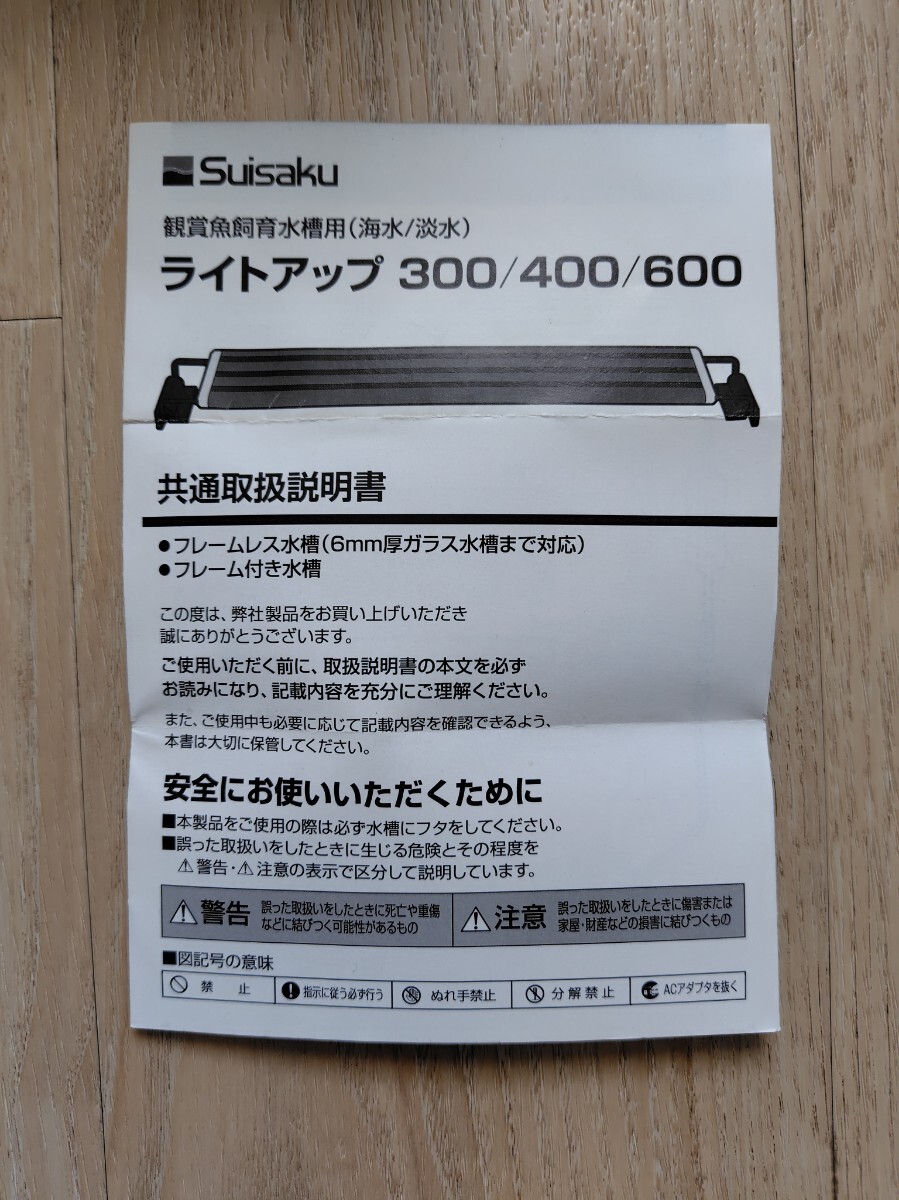 Suisaku
観賞魚飼育水槽用(海水/淡水)
ライトアップ 300/400/600
共通取扱説明書
●フレームレス水槽(6mm厚ガラス水槽まで対応)
●フレーム付き水槽
この度は、弊社製品をお買い上げいただき
誠にありがとうございます。
ご使用いただく前に、取扱説明書の本文を必ず
お読みになり、記載内容を充分にご理解ください。
また、ご使用中も必要に応じて記載内容を確認できるよう、
本書は大切に保管してください。
安全にお使いいただくために
■本製品をご使用の際は必ず水槽にフタをしてください。
■誤った取扱いをしたときに生じる危険とその程度を
⚠警告・⚠注意の表示で区分して説明しています。
⚠警告 誤った取扱いをしたときに死亡や重傷
などに結びつく可能性があるもの
⚠注意 誤った取扱いをしたときに傷害または
家屋・財産などの損害に結びつくもの
■図記号の意味
禁 止 指示に従う必ず行う ぬれ手禁止 分解禁止 ACアダプタを抜く